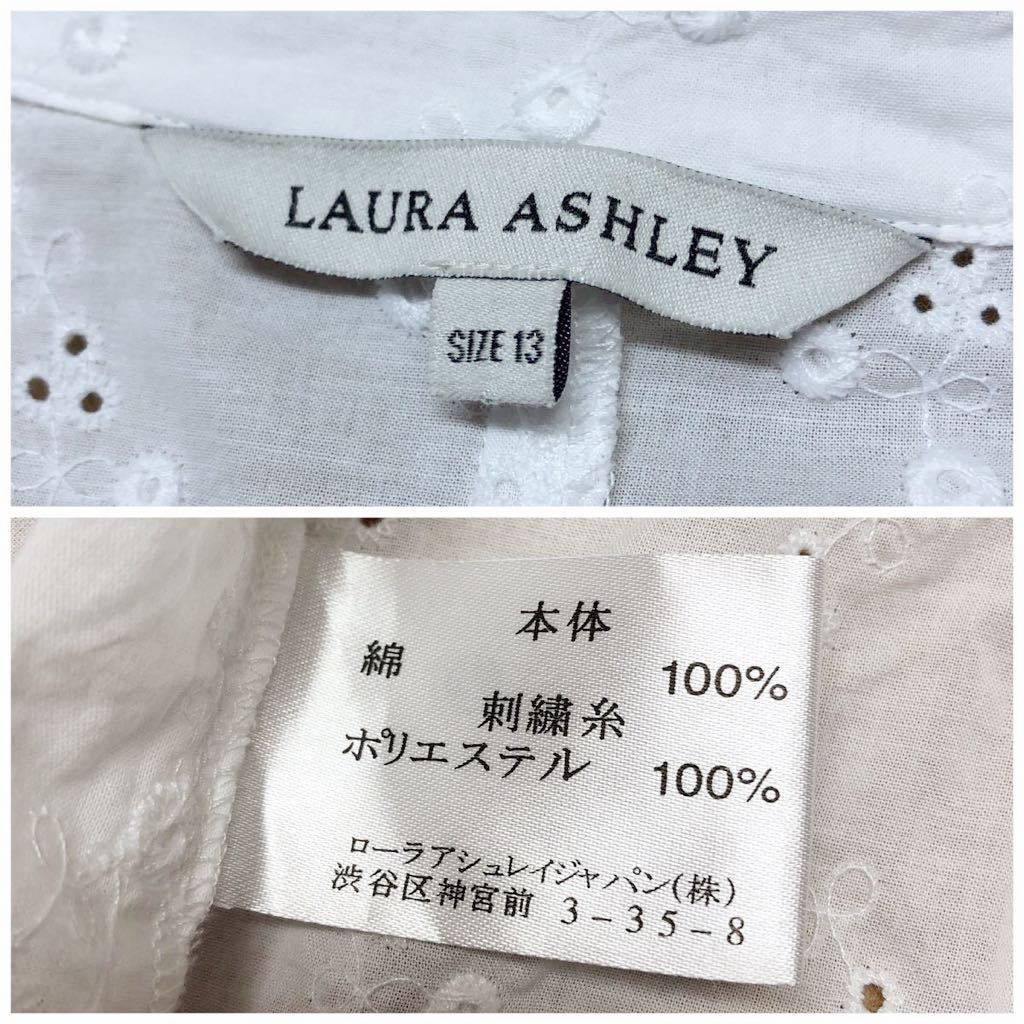 LAURA ASHLEY
SIZE 13
本体
綿 100%
刺繍糸
ポリエステル 100%
ローラアシュレイジャパン(株)
渋谷区神宮前 3-35-8